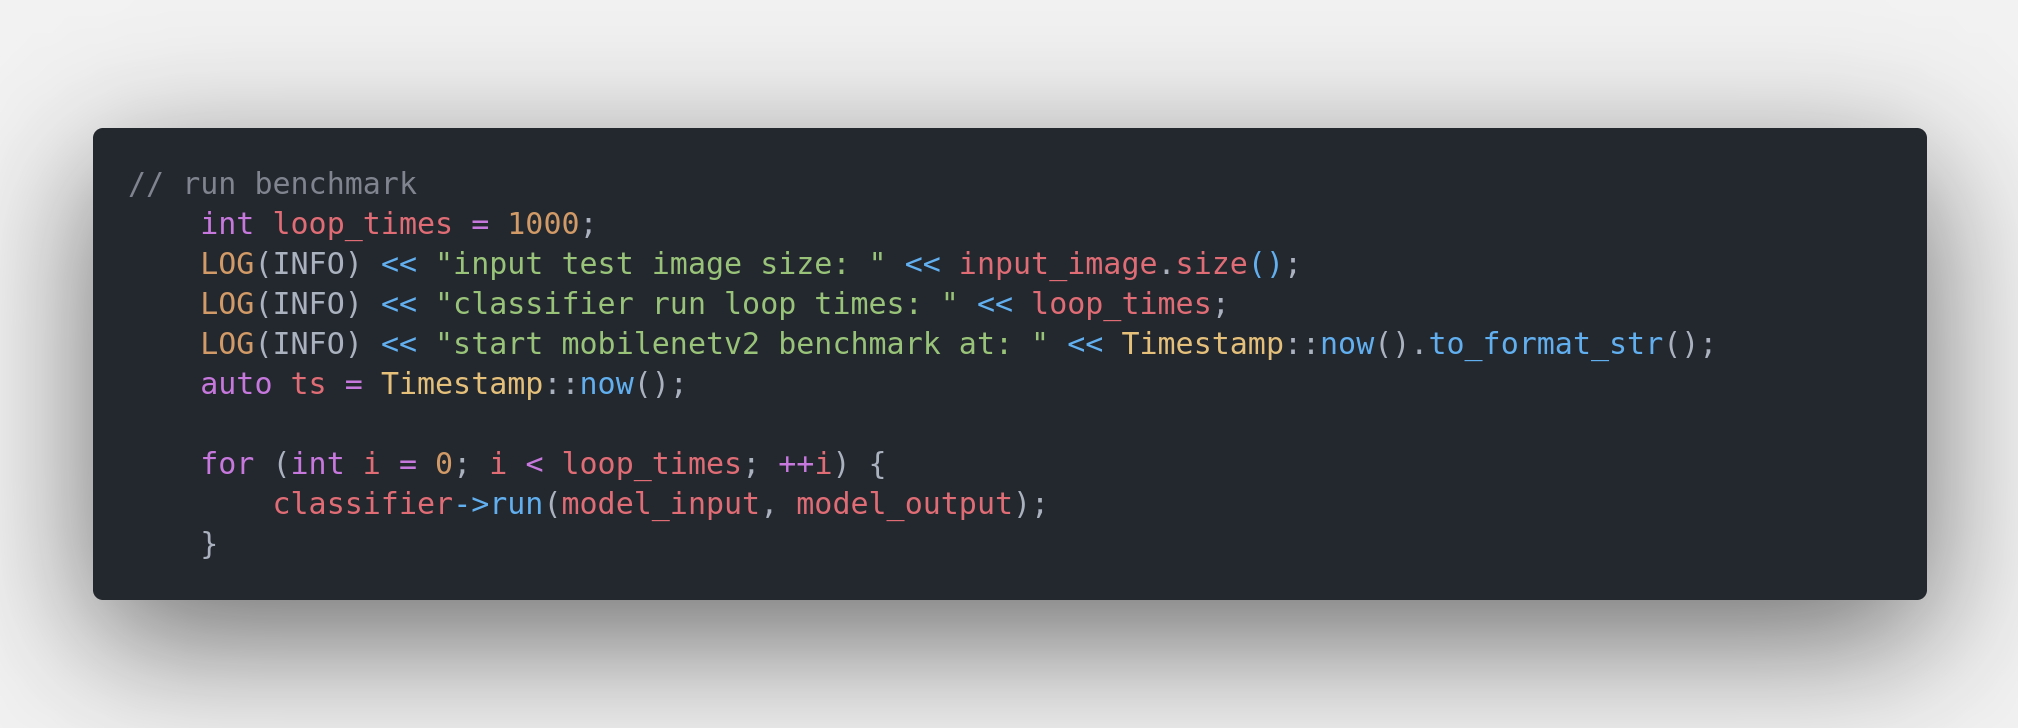 // run benchmark
    int loop_times = 1000;
    LOG(INFO) << "input test image size: " << input_image.size();
    LOG(INFO) << "classifier run loop times: " << loop_times;
    LOG(INFO) << "start mobilenetv2 benchmark at: " << Timestamp::now().to_format_str();
    auto ts = Timestamp::now();

    for (int i = 0; i < loop_times; ++i) {
        classifier->run(model_input, model_output);
    }